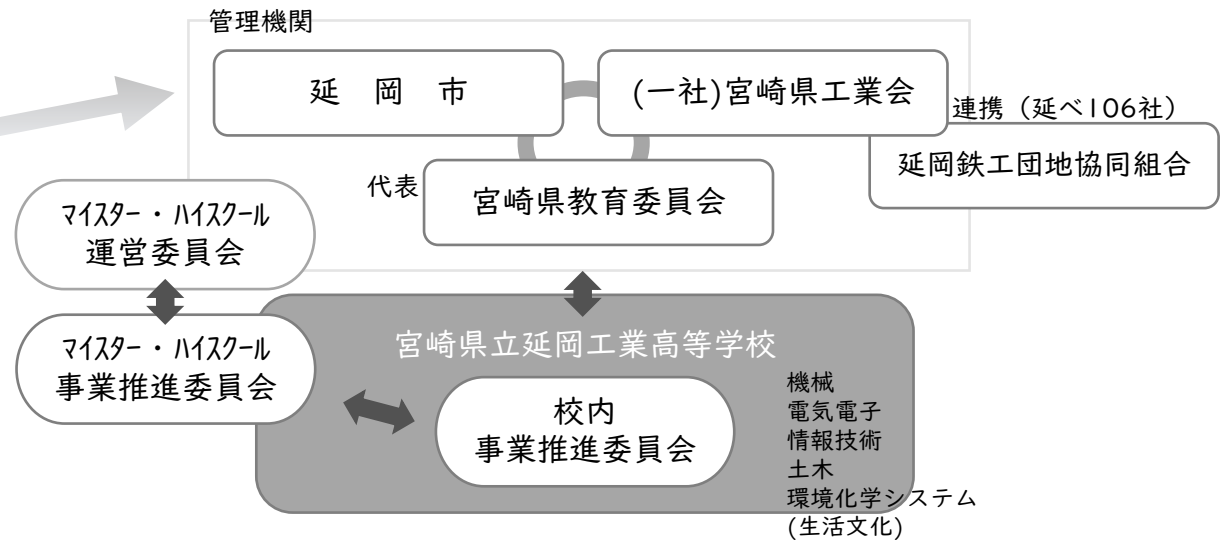 管理機関
延 岡 市
(一社)宮崎県工業会
連携（延べ106社）
延岡鉄工団地協同組合
代表
宮崎県教育委員会
ﾏｲｽﾀｰ・ﾊｲｽｸｰﾙ
運営委員会
ﾏｲｽﾀｰ・ﾊｲｽｸｰﾙ
事業推進委員会
宮崎県立延岡工業高等学校
校内
事業推進委員会
機械
電気電子
情報技術
土木
環境化学システム
(生活文化)